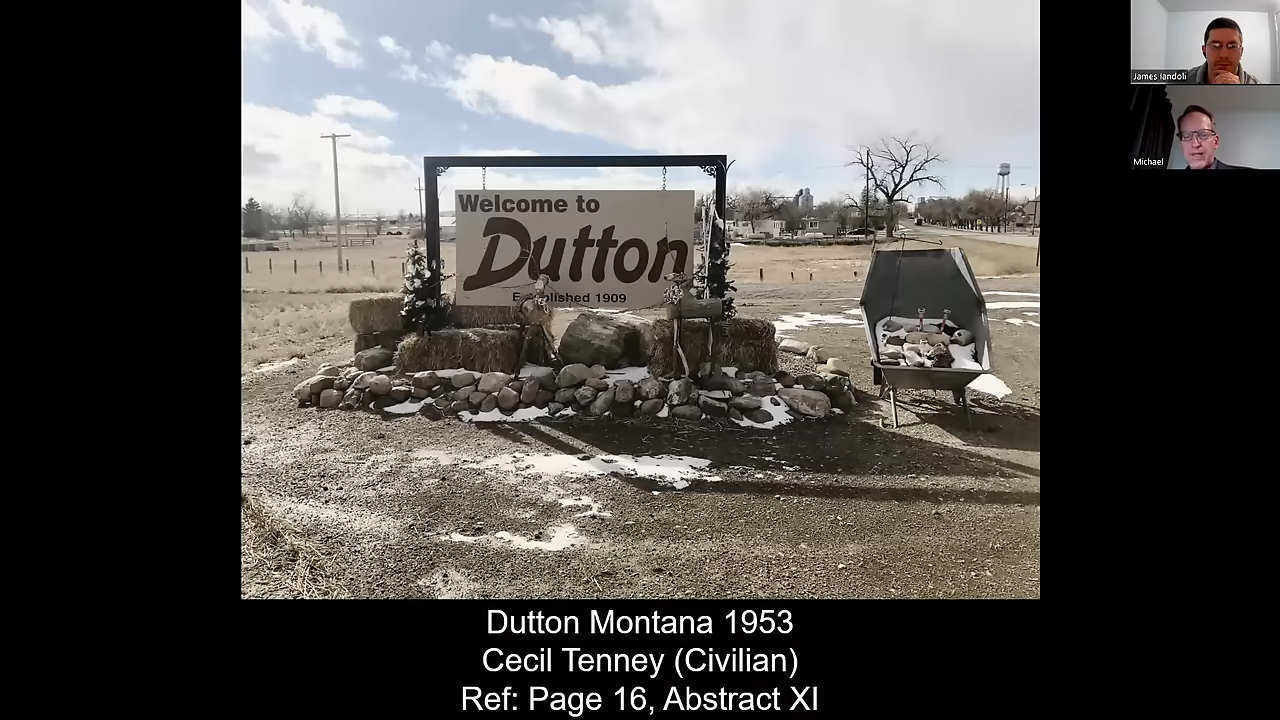 Welcome to
Dutton
Established 1909
James Iandoli
Michael
Dutton Montana 1953
Cecil Tenney (Civilian)
Ref: Page 16, Abstract XI